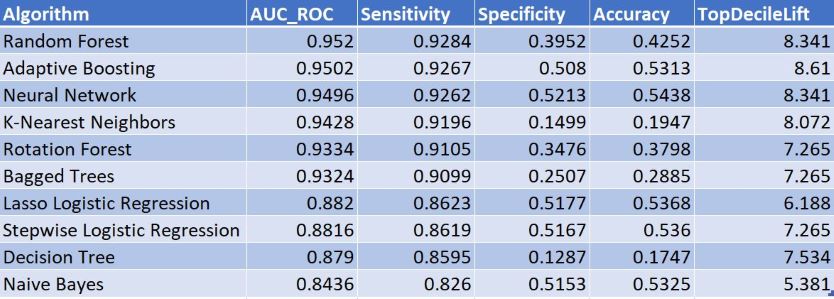 Algorithm AUC_ROC Sensitivity Specificity Accuracy TopDecileLift
Random Forest 0.952 0.9284 0.3952 0.4252 8.341
Adaptive Boosting 0.9502 0.9267 0.508 0.5313 8.61
Neural Network 0.9496 0.9262 0.5213 0.5438 8.341
K-Nearest Neighbors 0.9428 0.9196 0.1499 0.1947 8.072
Rotation Forest 0.9334 0.9105 0.3476 0.3798 7.265
Bagged Trees 0.9324 0.9099 0.2507 0.2885 7.265
Lasso Logistic Regression 0.882 0.8623 0.5177 0.5368 6.188
Stepwise Logistic Regression 0.8816 0.8619 0.5167 0.536 7.265
Decision Tree 0.879 0.8595 0.1287 0.1747 7.534
Naive Bayes 0.8436 0.826 0.5153 0.5325 5.381